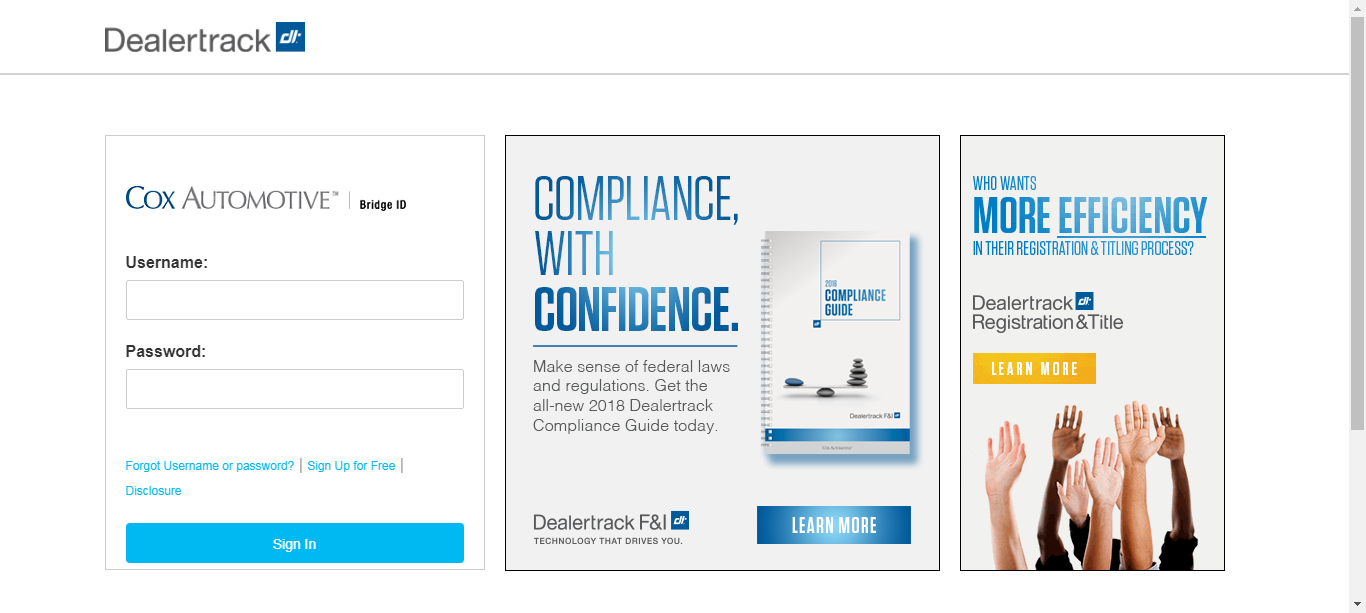 Dealertrack dt
COX AUTOMOTIVE™ | Bridge ID
Username:
Password:
Forgot Username or password? | Sign Up for Free |
Disclosure
Sign In
COMPLIANCE,
WITH
CONFIDENCE.
Make sense of federal laws
and regulations. Get the
all-new 2018 Dealertrack
Compliance Guide today.
2018
COMPLIANCE
GUIDE
Dealertrack F&I
Cox Automotive
Dealertrack F&I dt
TECHNOLOGY THAT DRIVES YOU.
LEARN MORE
WHO WANTS
MORE EFFICIENCY
IN THEIR REGISTRATION & TITLING PROCESS?
Dealertrack dt
Registration &Title
LEARN MORE